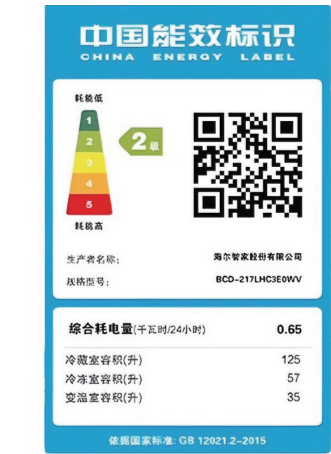 中国能效标识
CHINA ENERGY LABEL
耗能低
1
2
2级
3
4
5
耗能高
生产者名称: 海尔智家股份有限公司
规格型号: BCD-217LHC3E0WV
综合耗电量(千瓦时/24小时) 0.65
冷藏室容积(升) 125
冷冻室容积(升) 57
变温室容积(升) 35
依据国家标准: GB 12021.2-2015